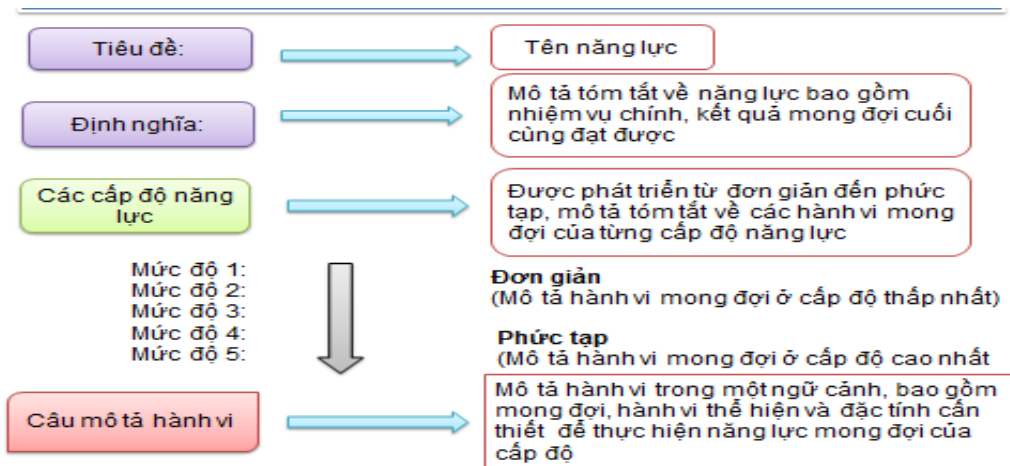 Tiêu đề:
Tên năng lực
Định nghĩa:
Mô tả tóm tắt về năng lực bao gồm
nhiệm vụ chính, kết quả mong đợi cuối
cùng đạt được
Các cấp độ năng
lực
Được phát triển từ đơn giản đến phức
tạp, mô tả tóm tắt về các hành vi mong
đợi của từng cấp độ năng lực
Mức độ 1:
Mức độ 2:
Mức độ 3:
Mức độ 4:
Mức độ 5:
Đơn giản
(Mô tả hành vi mong đợi ở cấp độ thấp nhất)
Phức tạp
(Mô tả hành vi mong đợi ở cấp độ cao nhất
Câu mô tả hành vi
Mô tả hành vi trong một ngữ cảnh, bao gồm
mong đợi, hành vi thể hiện và đặc tính cần
thiết để thực hiện năng lực mong đợi của
cấp độ